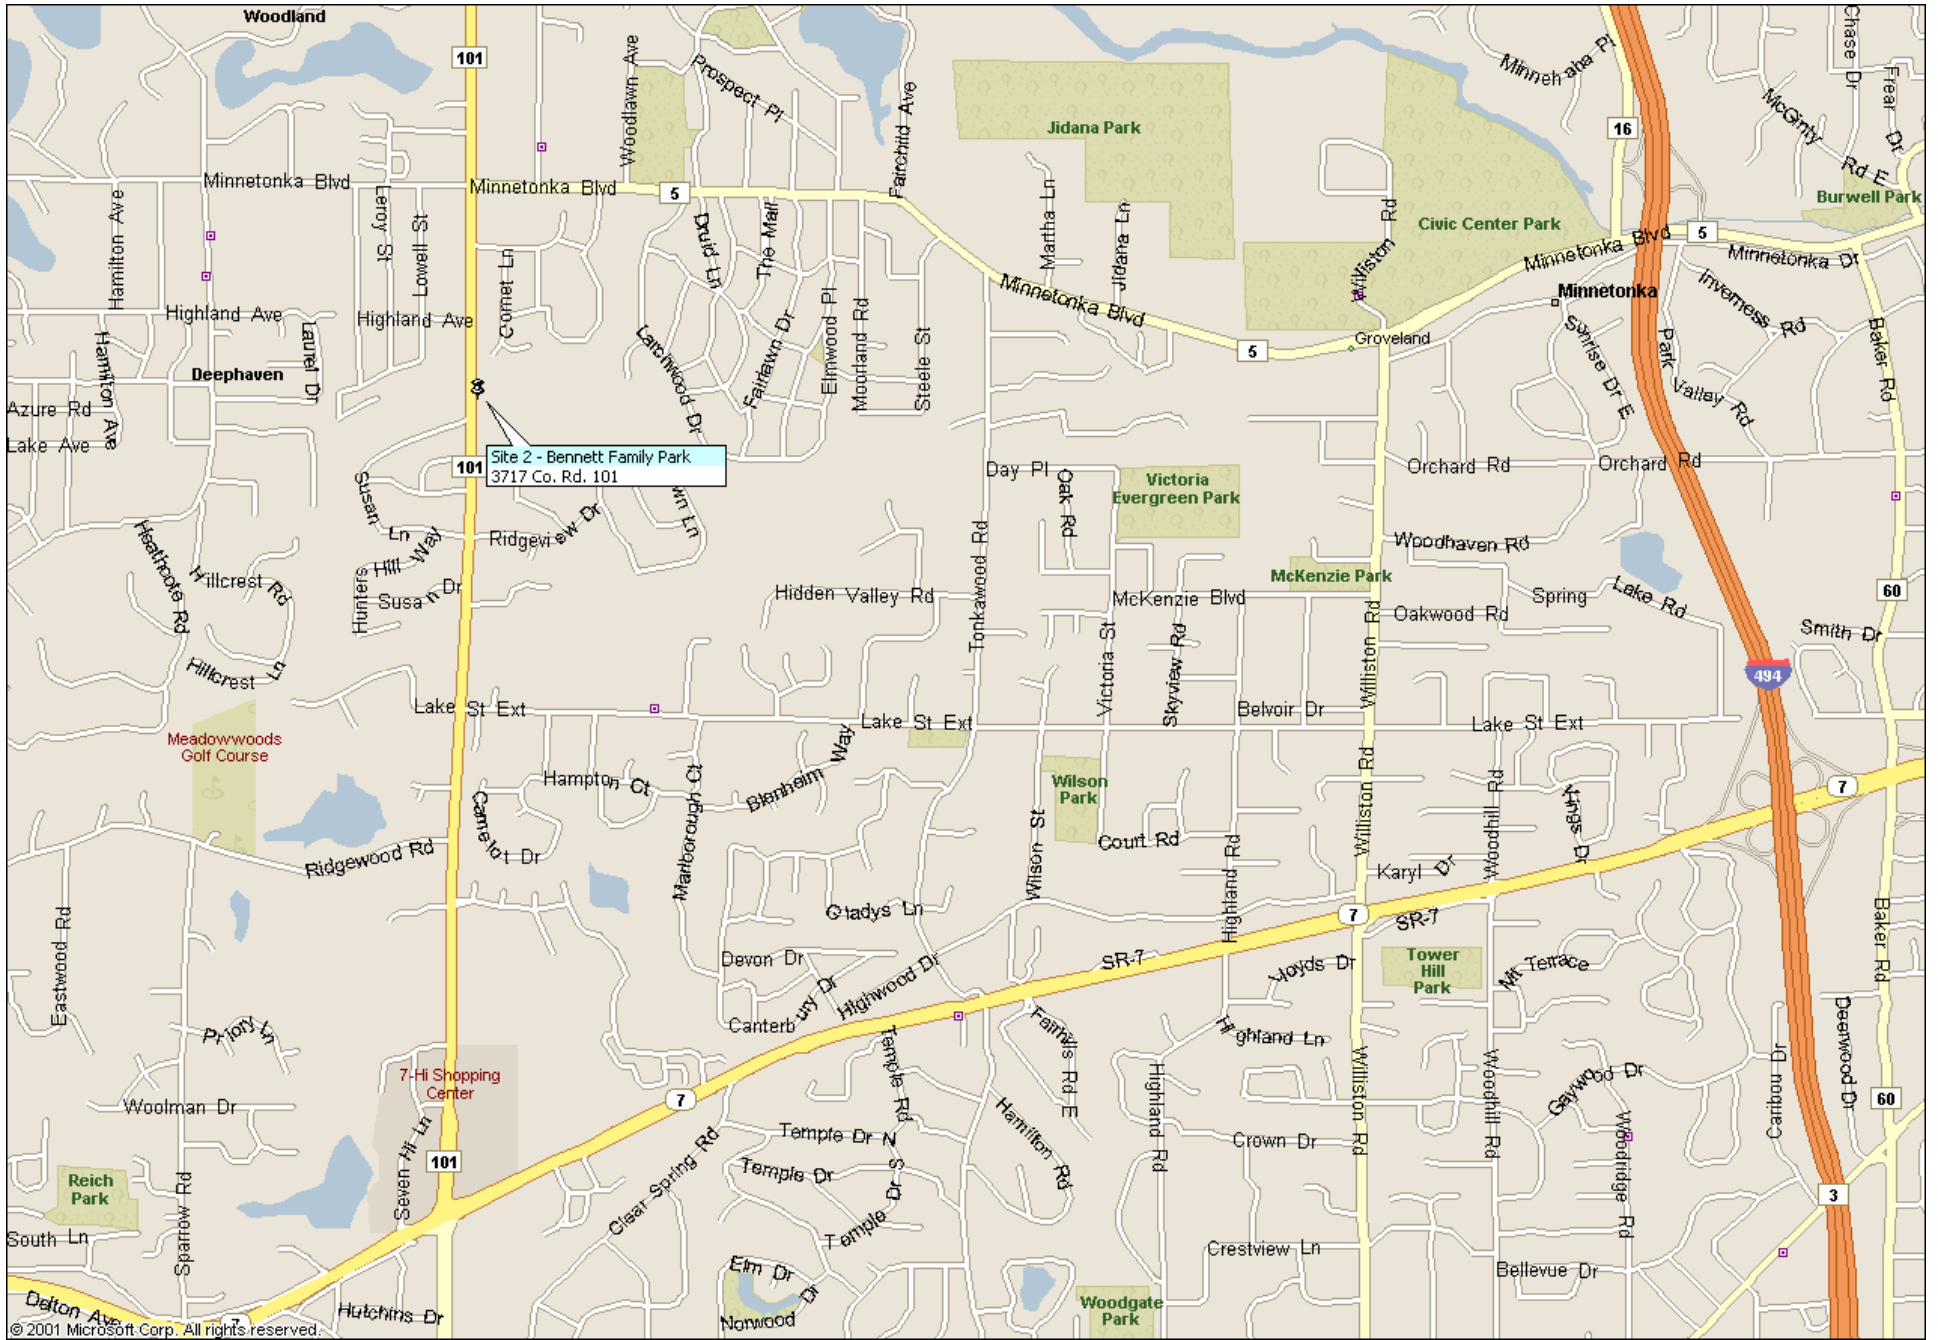 Woodland
101
Woodlawn Ave
Prospect Pl
Fairchild Ave
Jidana Park
Minnehaha Pl
16
Chase Dr
Frear Dr
McGinty Rd E
Burwell Park
Minnetonka Blvd
Minnetonka Blvd
5
Hamilton Ave
Leroy St
Lowell St
Comet Ln
Druid Ln
The Mall
Martha Ln
Jidana Ln
Williston Rd
Civic Center Park
Minnetonka Blvd
5
Minnetonka Dr
Highland Ave
Highland Ave
Laurel Dr
Hamilton Ave
Deephaven
Azure Rd
Lake Ave
Larchwood Dr
Fairlawn Dr
Elmwood Pl
Moorland Rd
Steele St
Minnetonka Blvd
5
Groveland
Minnetonka
Sunrise Dr E
Park Valley Rd
Inverness Rd
Baker Rd
Site 2 - Bennett Family Park
3717 Co. Rd. 101
101
Susan Ln
Ridgeview Dr
wn Ln
Day Pl
Oak Rd
Victoria
Evergreen Park
Orchard Rd
Orchard Rd
Heathcote Rd
Hillcrest Rd
Hunters Hill Way
Susan Dr
Hidden Valley Rd
Tonkawood Rd
McKenzie Blvd
McKenzie Park
Woodhaven Rd
Oakwood Rd
Spring Lake Rd
60
Smith Dr
Hillcrest Ln
Victoria St
Skyview Rd
Williston Rd
494
Lake St Ext
Lake St Ext
Belvoir Dr
Lake St Ext
Meadowwoods
Golf Course
Hampton Ct
Camelot Dr
Marlborough Ct
Blenheim Way
Wilson
Park
Wilson St
Court Rd
Highland Rd
Williston Rd
Woodhill Rd
Kings Dr
Karyl Dr
7
Ridgewood Rd
Eastwood Rd
Gladys Ln
Devon Dr
Canterbury Dr
Highwood Dr
SR-7
7
SR-7
Tower
Hill
Park
Lloyds Dr
Mt Terrace
Baker Rd
Priory Ln
Temple Rd
Fairhills Rd E
Highland Ln
Highland Rd
Williston Rd
Woodhill Rd
Gaywood Dr
Woodridge Rd
Caribou Dr
Deerwood Dr
60
7-Hi Shopping
Center
7
Woolman Dr
Seven Hi Ln
101
Clear Spring Rd
Temple Dr N
Temple Dr
Temple Dr S
Hamilton Rd
Crown Dr
3
Reich
Park
South Ln
Sparrow Rd
Crestview Ln
Bellevue Dr
Elm Dr
Norwood Dr
Woodgate
Park
Dalton Ave
7
Hutchins Dr
© 2001 Microsoft Corp. All rights reserved.